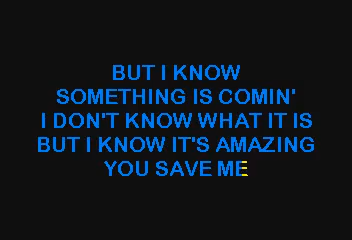 BUT I KNOW
SOMETHING IS COMIN'
I DON'T KNOW WHAT IT IS
BUT I KNOW IT'S AMAZING
YOU SAVE ME